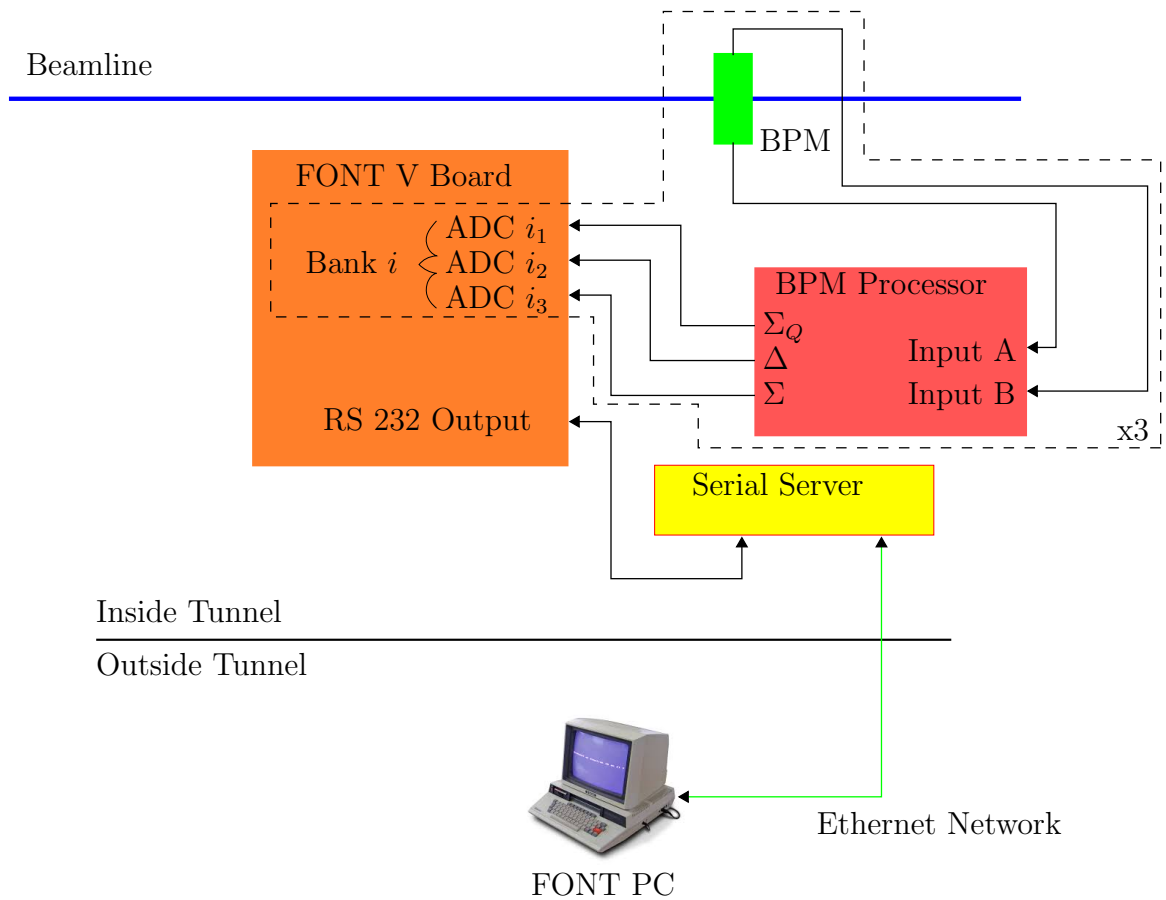 Beamline
BPM
FONT V Board
ADC i₁
Bank i
ADC i₂
ADC i₃
RS 232 Output
BPM Processor
Σ_Q
Δ
Σ
Input A
Input B
x3
Serial Server
Inside Tunnel
Outside Tunnel
Ethernet Network
FONT PC